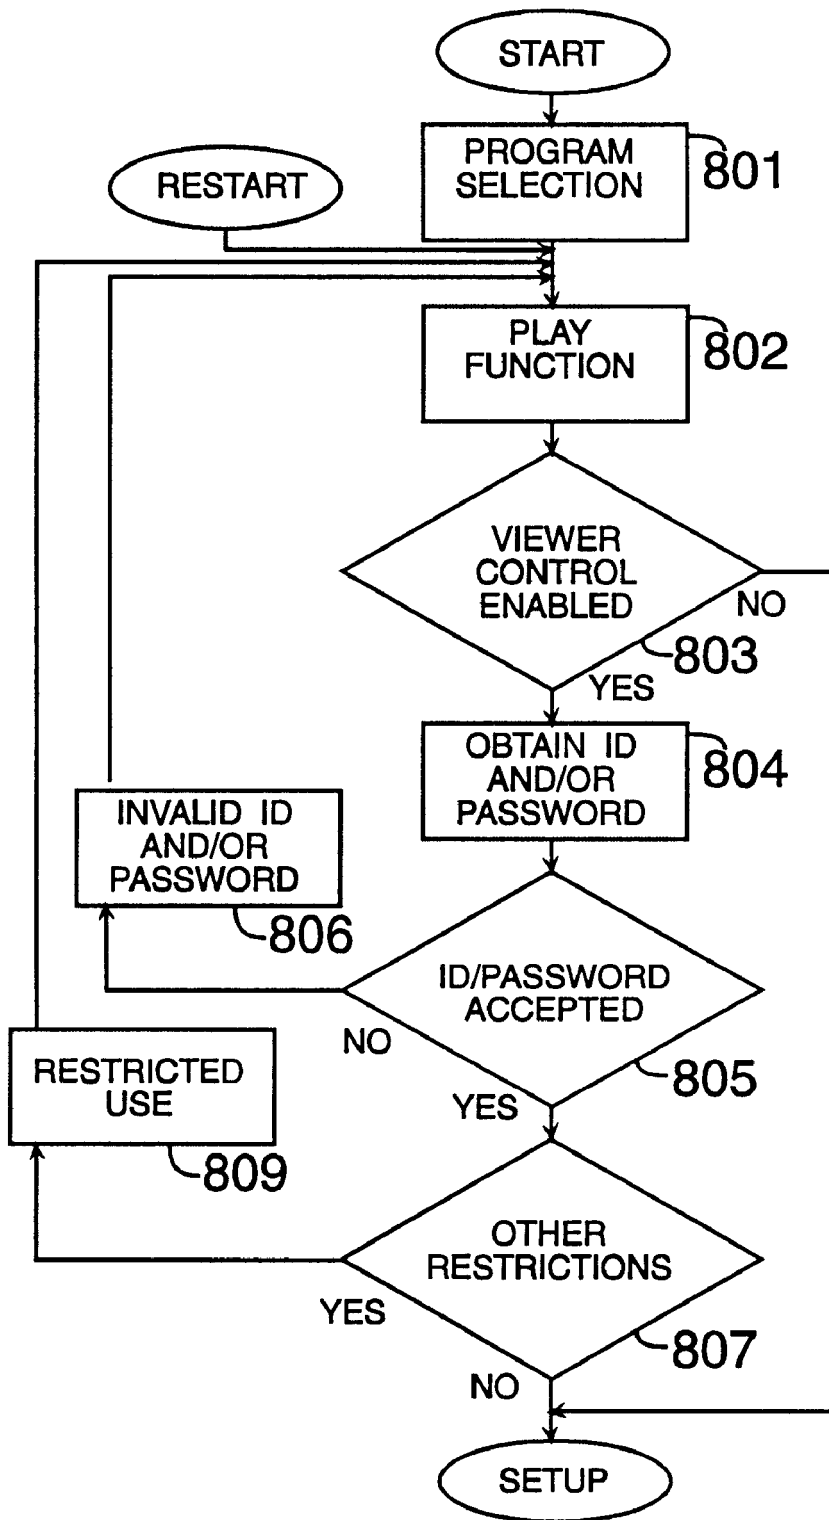 START
PROGRAM
SELECTION
801
RESTART
PLAY
FUNCTION
802
VIEWER
CONTROL
ENABLED
NO
803
YES
OBTAIN ID
AND/OR
PASSWORD
804
INVALID ID
AND/OR
PASSWORD
806
ID/PASSWORD
ACCEPTED
NO
805
YES
RESTRICTED
USE
809
OTHER
RESTRICTIONS
YES
807
NO
SETUP